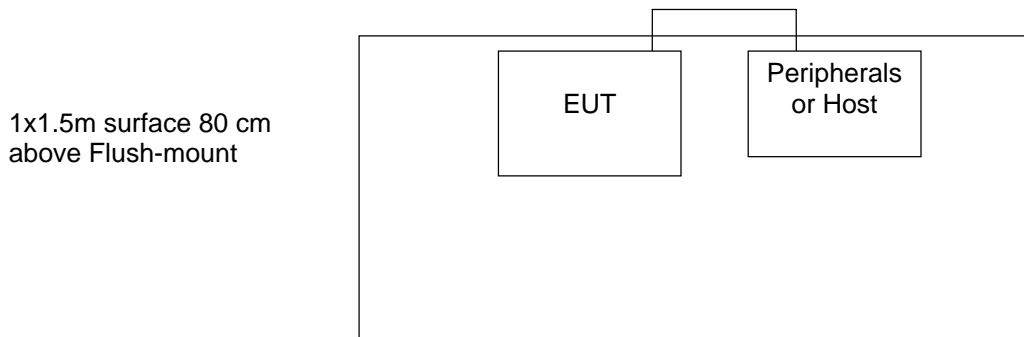 1x1.5m surface 80 cm
above Flush-mount
EUT
Peripherals
or Host